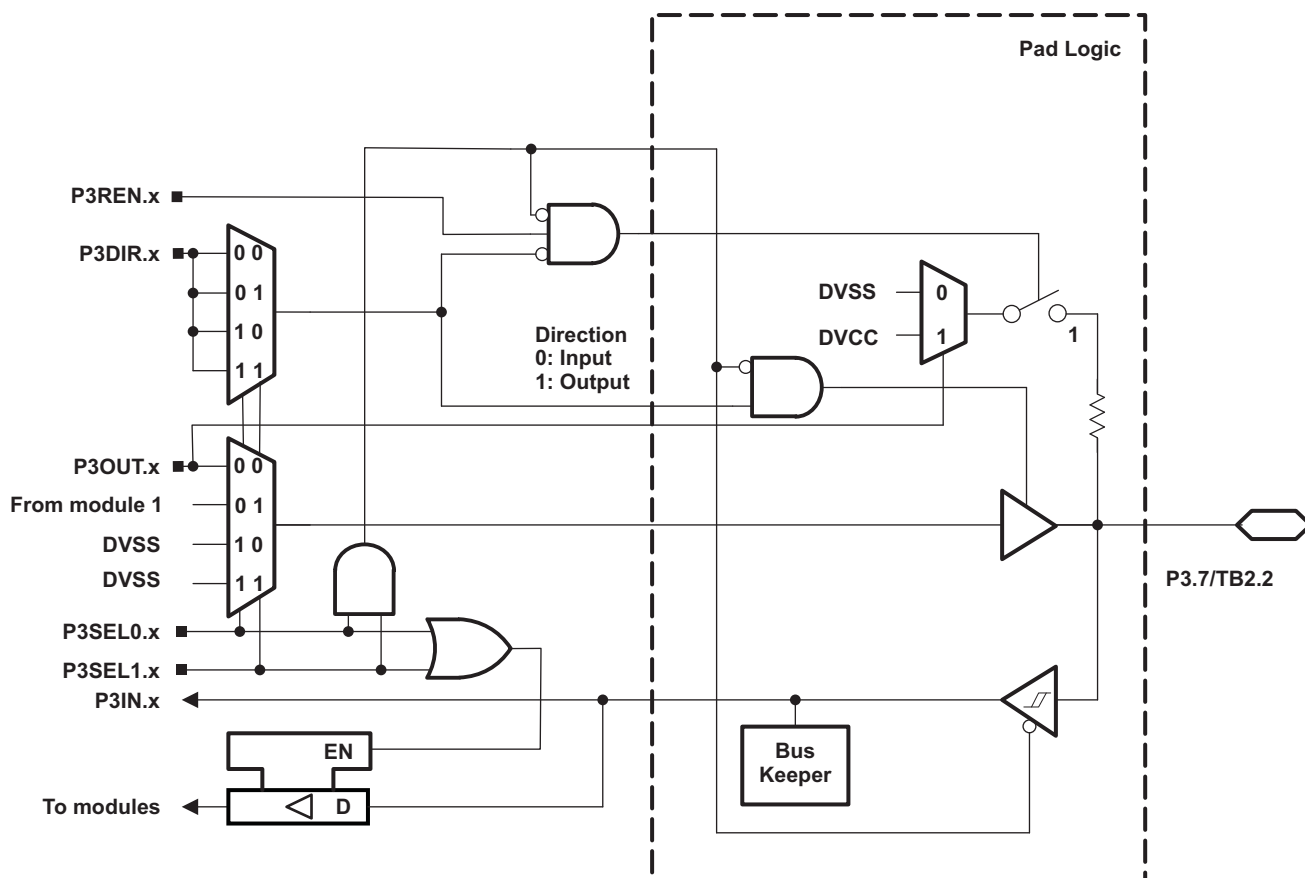 Pad Logic
P3REN.x
P3DIR.x
0 0
0 1
1 0
1 1
Direction
0: Input
1: Output
DVSS
0
DVCC
1
1
P3OUT.x
0 0
From module 1
0 1
DVSS
1 0
DVSS
1 1
P3.7/TB2.2
P3SEL0.x
P3SEL1.x
P3IN.x
EN
Bus
Keeper
To modules
D